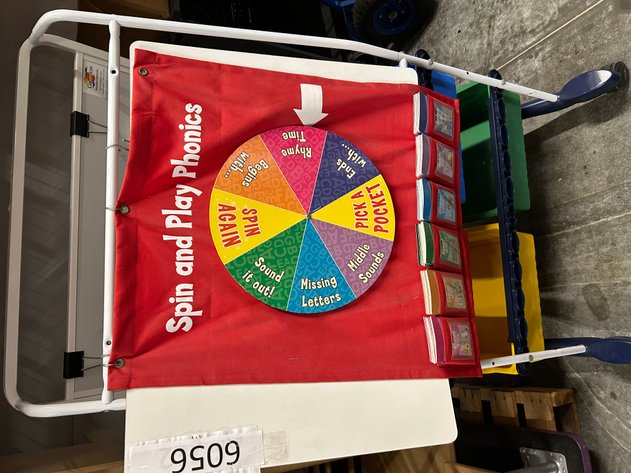 Spin and Play Phonics
Rhyme
Time
Ends
with...
PICK A
POCKET
Middle
Sounds
Missing
Letters
Sound
it out!
SPIN
AGAIN
Begins
with...
6056